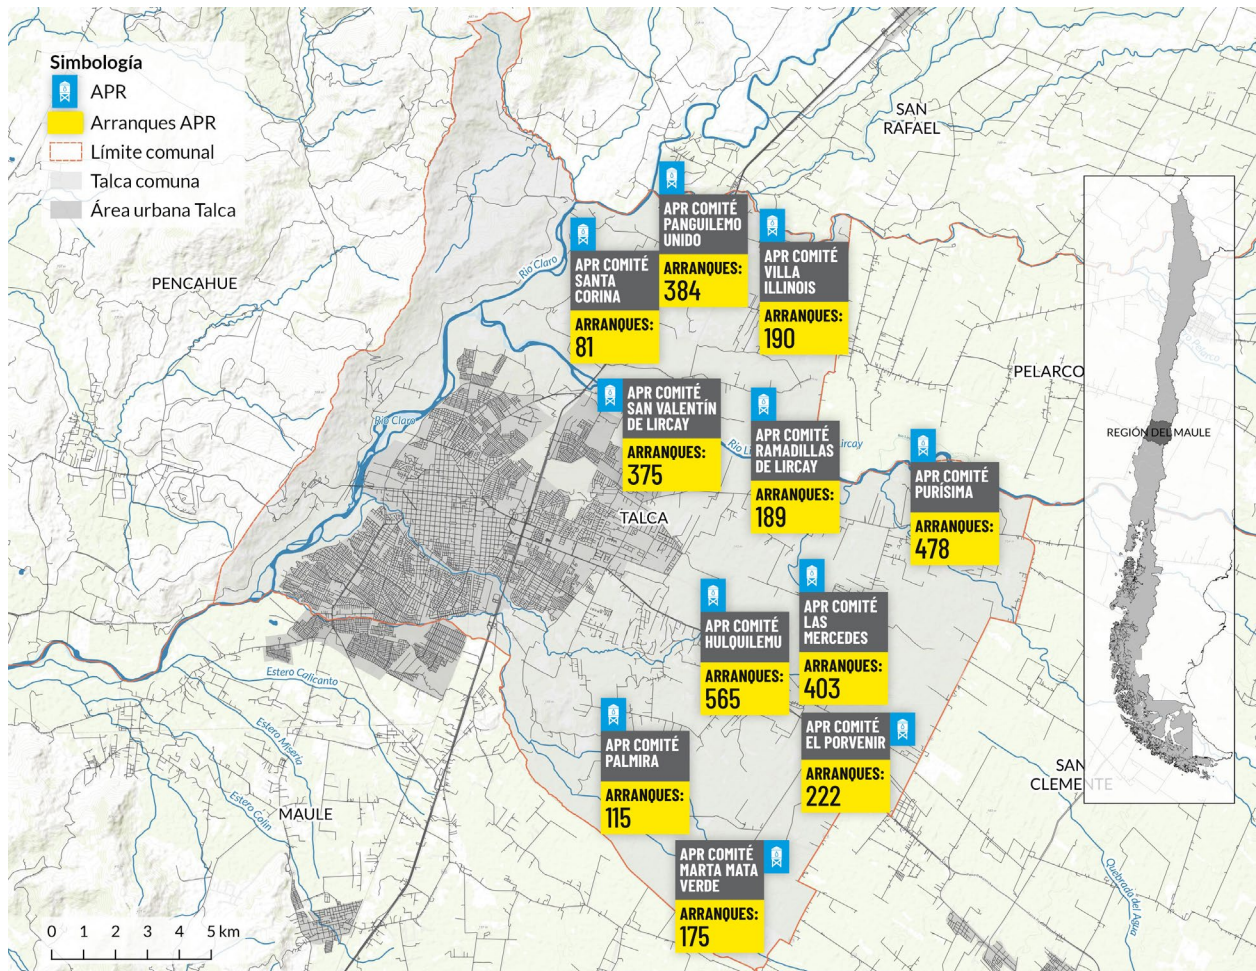 Simbología
APR
Arranques APR
Límite comunal
Talca comuna
Área urbana Talca
SAN
RAFAEL
PENCAHUE
Río Claro
APR COMITÉ
PANGUILEMO
UNIDO
ARRANQUES:
384
APR COMITÉ
SANTA
CORINA
ARRANQUES:
81
APR COMITÉ
VILLA
ILLINOIS
ARRANQUES:
190
PELARCO
APR COMITÉ
SAN VALENTÍN
DE LIRCAY
ARRANQUES:
375
Río Claro
APR COMITÉ
RAMADILLAS
DE LIRCAY
ARRANQUES:
189
APR COMITÉ
PURÍSIMA
ARRANQUES:
478
REGIÓN DEL MAULE
TALCA
APR COMITÉ
HULQUILEMU
ARRANQUES:
565
APR COMITÉ
LAS
MERCEDES
ARRANQUES:
403
Estero Calicanto
Estero Miseria
Estero Colín
APR COMITÉ
PALMIRA
ARRANQUES:
115
APR COMITÉ
EL PORVENIR
ARRANQUES:
222
SAN
CLEMENTE
MAULE
APR COMITÉ
MARTA MATA
VERDE
ARRANQUES:
175
Quebrada del Agua
0 1 2 3 4 5 km